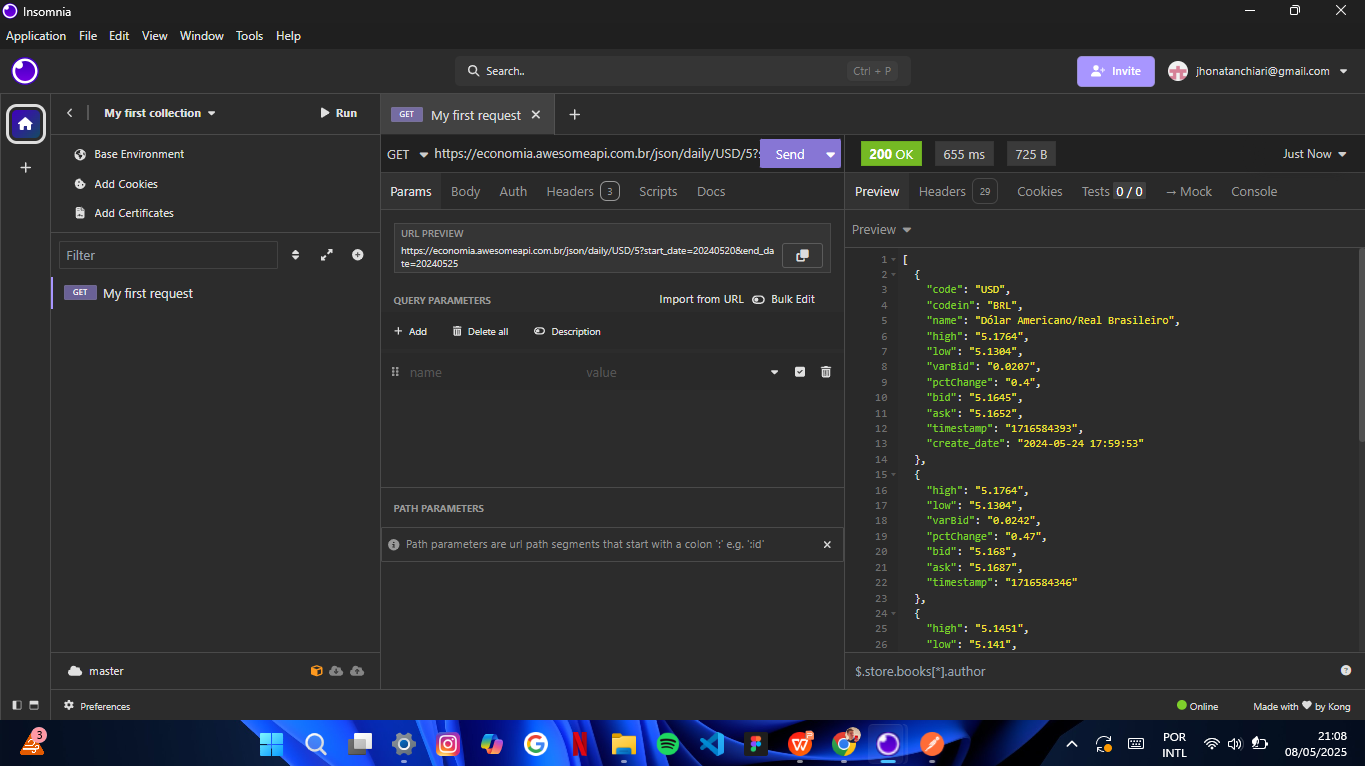 Insomnia
Application File Edit View Window Tools Help
Search.. Ctrl + P
Invite
jhonatanchiari@gmail.com
My first collection
Run
Base Environment
Add Cookies
Add Certificates
Filter
GET My first request
master
Preferences
GET My first request
GET https://economia.awesomeapi.com.br/json/daily/USD/5?s
Send
Params Body Auth Headers 3 Scripts Docs
URL PREVIEW
https://economia.awesomeapi.com.br/json/daily/USD/5?start_date=20240520&end_da
te=20240525
QUERY PARAMETERS
Import from URL Bulk Edit
Add Delete all Description
name value
PATH PARAMETERS
Path parameters are url path segments that start with a colon ':' e.g. ':id'
200 OK 655 ms 725 B
Just Now
Preview Headers 29 Cookies Tests 0 / 0 → Mock Console
Preview
1 [
2 {
3 "code": "USD",
4 "codein": "BRL",
5 "name": "Dólar Americano/Real Brasileiro",
6 "high": "5.1764",
7 "low": "5.1304",
8 "varBid": "0.0207",
9 "pctChange": "0.4",
10 "bid": "5.1645",
11 "ask": "5.1652",
12 "timestamp": "1716584393",
13 "create_date": "2024-05-24 17:59:53"
14 },
15 {
16 "high": "5.1764",
17 "low": "5.1304",
18 "varBid": "0.0242",
19 "pctChange": "0.47",
20 "bid": "5.168",
21 "ask": "5.1687",
22 "timestamp": "1716584346"
23 },
24 {
25 "high": "5.1451",
26 "low": "5.141",
$.store.books[*].author
Online
Made with ♥ by Kong
3
POR
INTL
21:08
08/05/2025